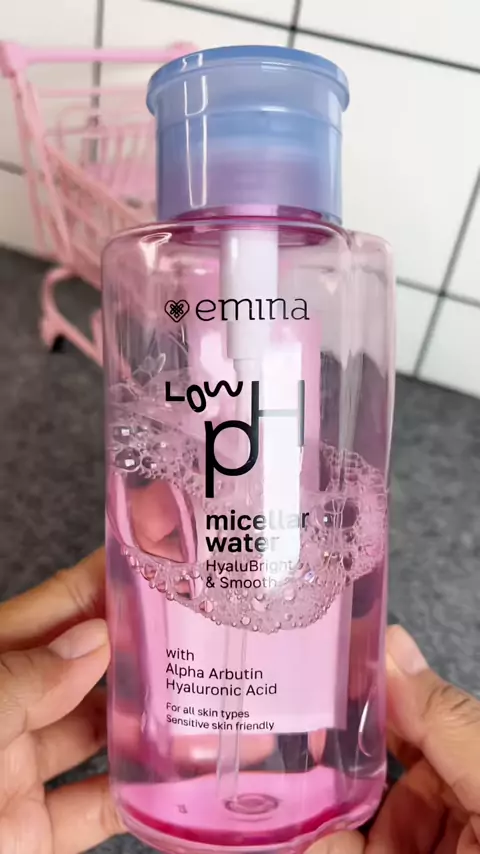 emina
Low
pH
micellar
water
HyaluBright
& Smooth
with
Alpha Arbutin
Hyaluronic Acid
For all skin types
Sensitive skin friendly